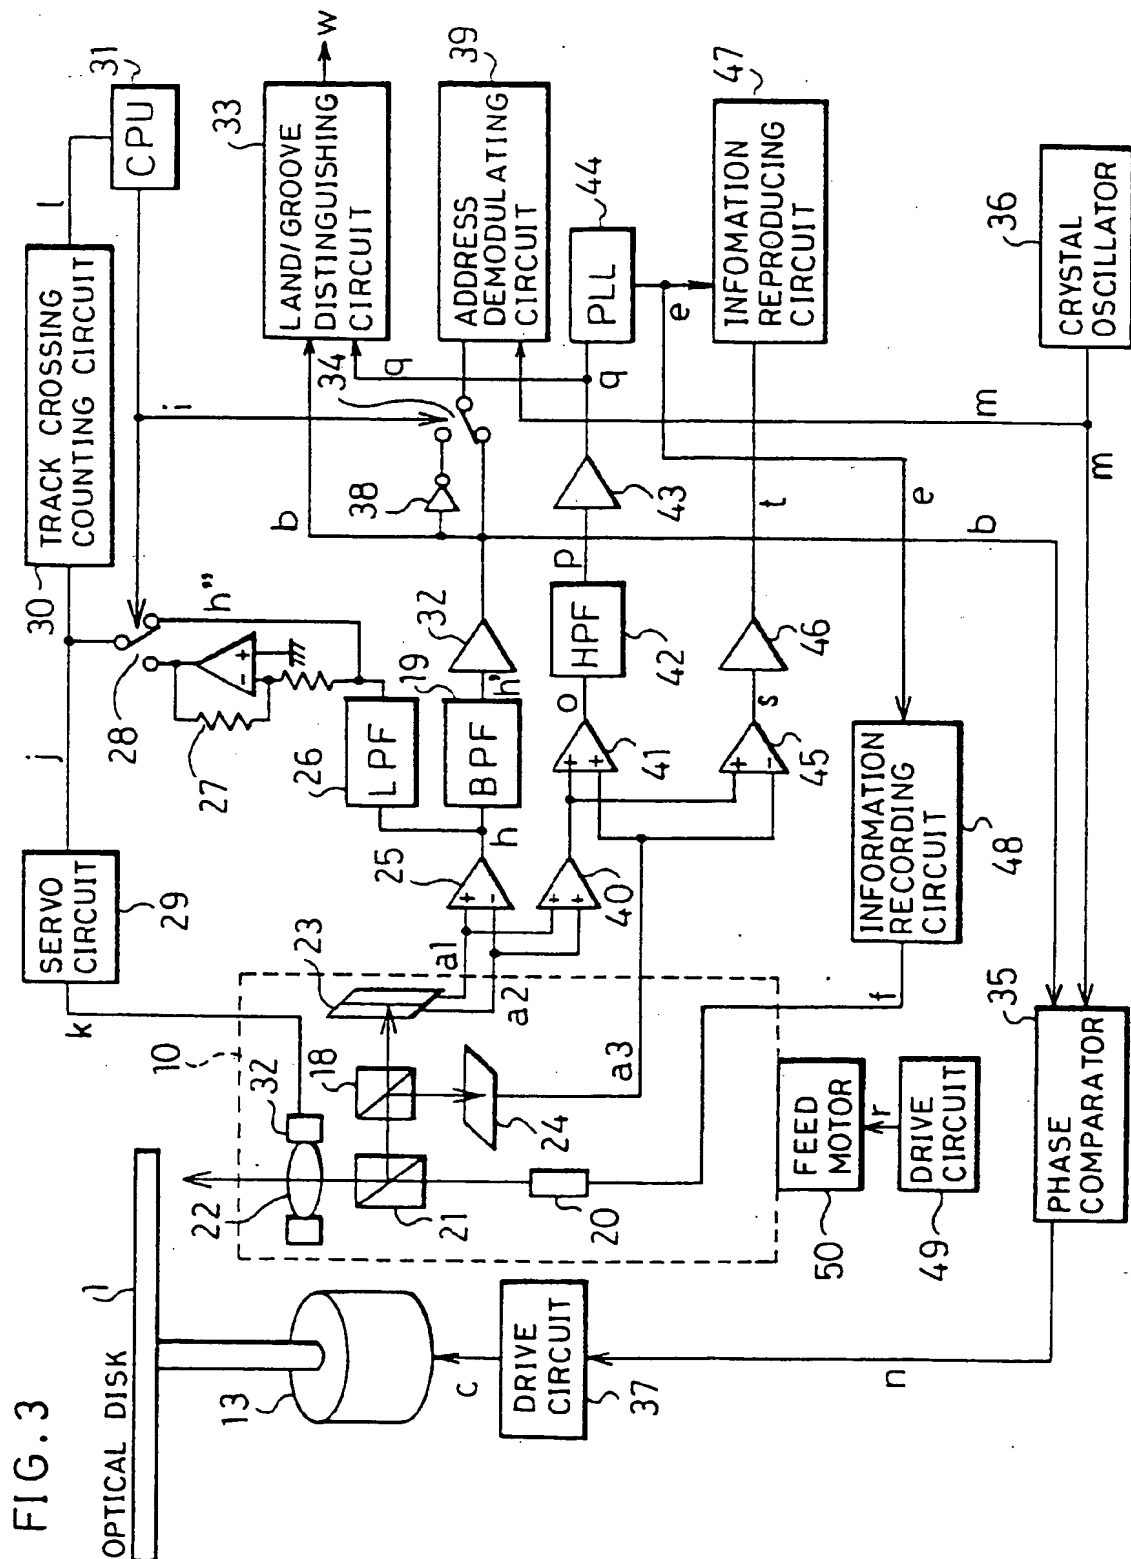 FIG. 3
OPTICAL DISK
1
13
c
DRIVE CIRCUIT
37
n
22
32
10
k
SERVO CIRCUIT
29
j
28
27
30
TRACK CROSSING COUNTING CIRCUIT
l
CPU
31
i
h"
+
-
LPF
26
BPF
19
h'
32
h
25
+
-
a1
a2
23
18
21
20
24
a3
40
+
+
41
+
+
o
HPF
42
p
43
q
q
PLL
44
e
e
b
b
38
34
LAND/GROOVE DISTINGUISHING CIRCUIT
33
w
ADDRESS DEMODULATING CIRCUIT
39
INFOMATION REPRODUCING CIRCUIT
47
t
46
s
45
+
-
m
m
CRYSTAL OSCILLATOR
36
INFORMATION RECORDING CIRCUIT
48
f
FEED MOTOR
50
r
DRIVE CIRCUIT
49
PHASE COMPARATOR
35